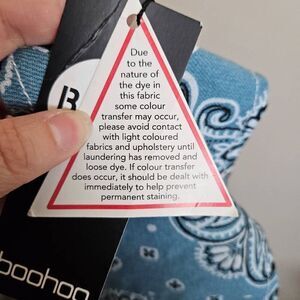 Due
to the
nature of
the dye in
this fabric
some colour
transfer may occur,
please avoid contact
with light coloured
fabrics and upholstery until
laundering has removed and
loose dye. If colour transfer
does occur, it should be dealt with
immediately to help prevent
permanent staining.
B
boohoo